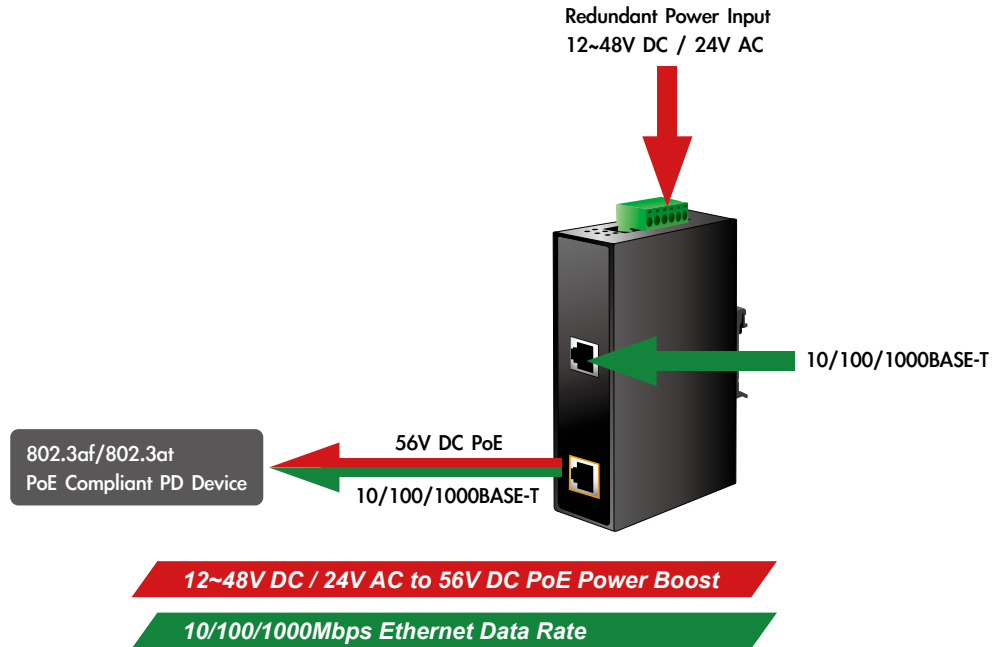 Redundant Power Input
12~48V DC / 24V AC
10/100/1000BASE-T
56V DC PoE
802.3af/802.3at
PoE Compliant PD Device
10/100/1000BASE-T
12~48V DC / 24V AC to 56V DC PoE Power Boost
10/100/1000Mbps Ethernet Data Rate